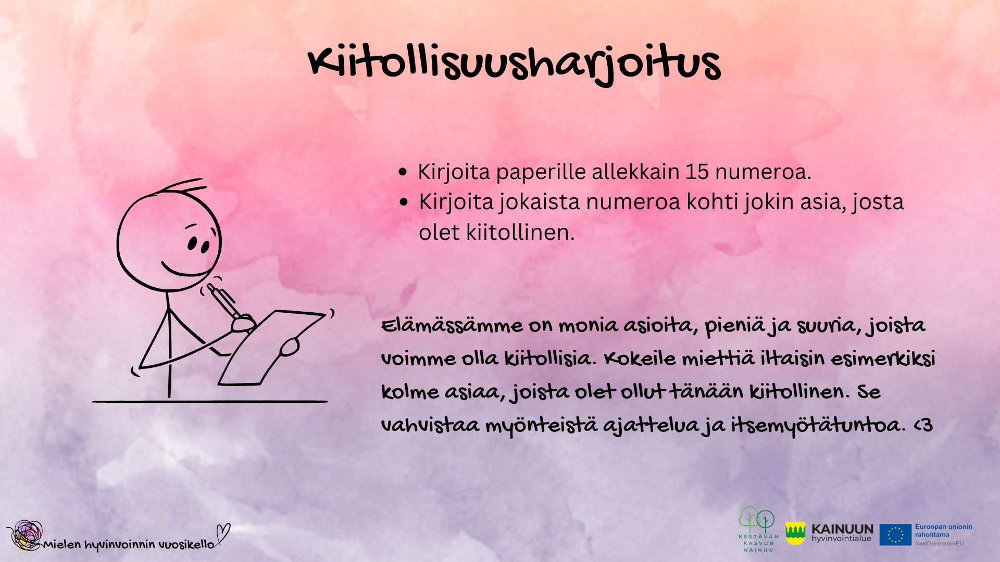 Kiitollisuusharjoitus
• Kirjoita paperille allekkain 15 numeroa.
• Kirjoita jokaista numeroa kohti jokin asia, josta
olet kiitollinen.
Elämässämme on monia asioita, pieniä ja suuria, joista
voimme olla kiitollisia. Kokeile miettiä iltaisin esimerkiksi
kolme asiaa, joista olet ollut tänään kiitollinen. Se
vahvistaa myönteistä ajattelua ja itsemyötätuntoa. <3
Mielen hyvinvoinnin vuosikello
KESTÄVÄN
KASVUN
KAINUU
KAINUUN
hyvinvointialue
Euroopan unionin
rahoittama
NextGenerationEU